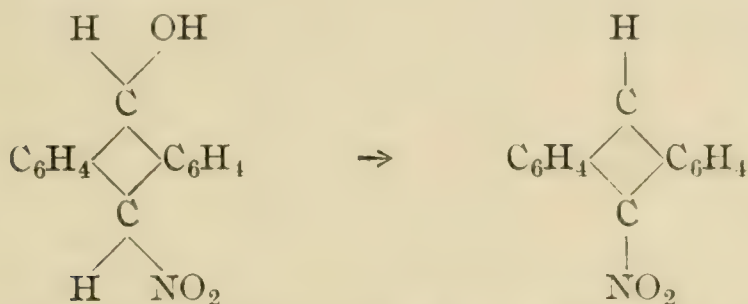 H OH H
C C
C₆H₄ C₆H₄ → C₆H₄ C₆H₄
C C
H NO₂ NO₂